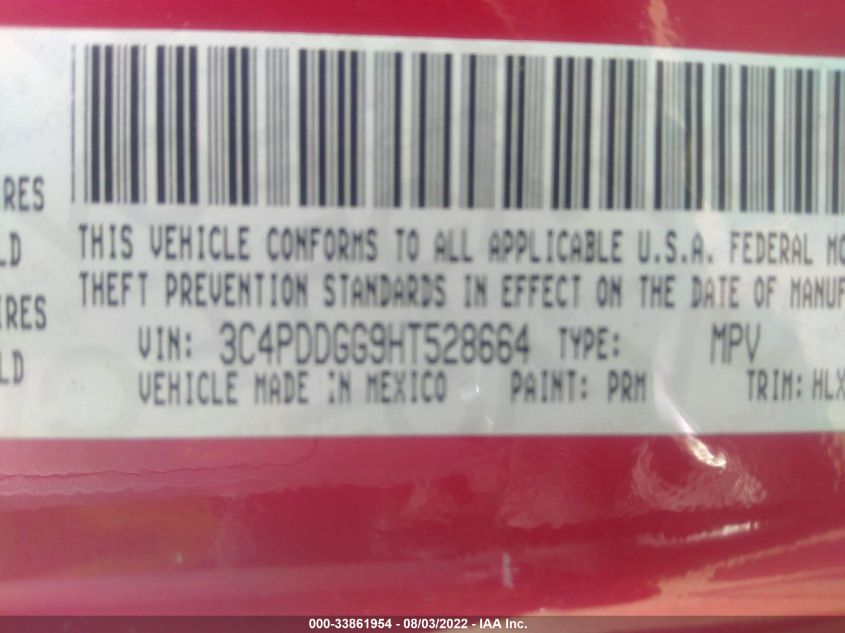 IRES
LD
IRES
LD
THIS VEHICLE CONFORMS TO ALL APPLICABLE U.S.A. FEDERAL MO
THEFT PREVENTION STANDARDS IN EFFECT ON THE DATE OF MANUF
VIN: 3C4PDDGG9HT528664 TYPE: MPV
VEHICLE MADE IN MEXICO PAINT: PRM TRIM: HLX
000-33861954 - 08/03/2022 - IAA Inc.